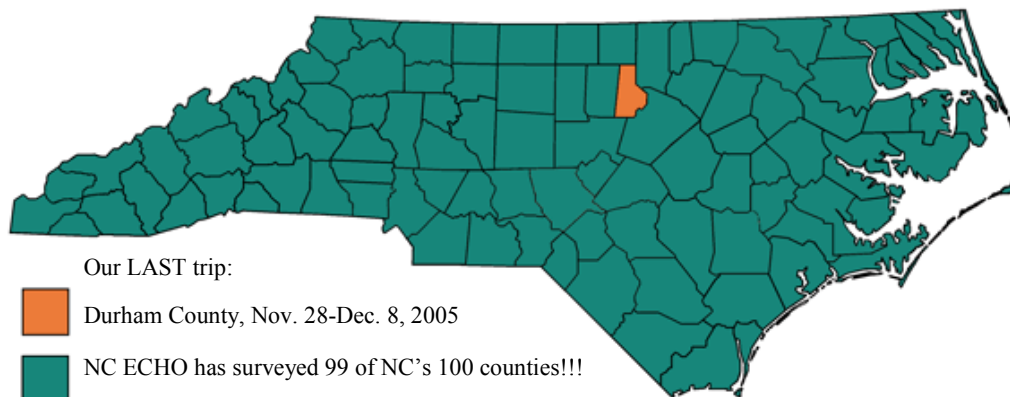 Our LAST trip:
Durham County, Nov. 28-Dec. 8, 2005
NC ECHO has surveyed 99 of NC’s 100 counties!!!